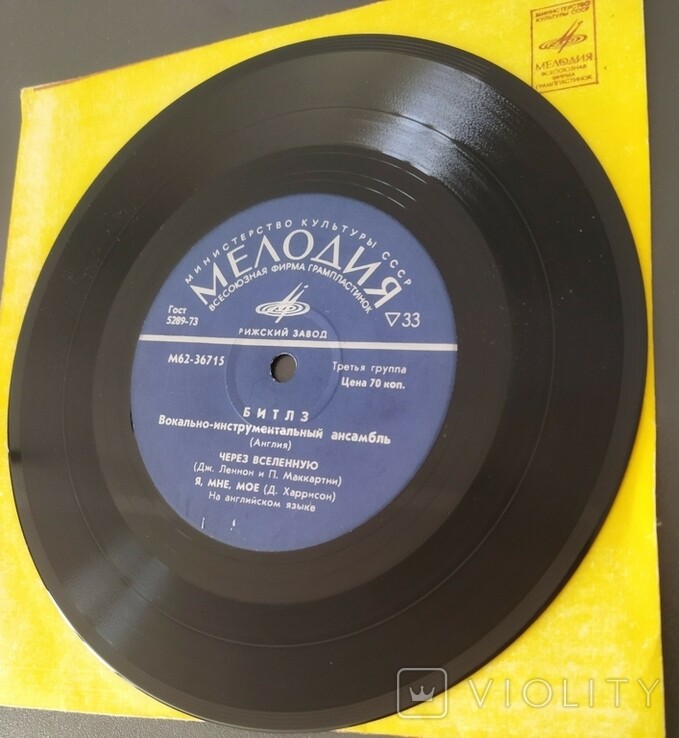 МИНИСТЕРСТВО
КУЛЬТУРЫ СССР
МЕЛОДИЯ
ВСЕСОЮЗНАЯ
ФИРМА
ГРАМПЛАСТИНОК
МИНИСТЕРСТВО КУЛЬТУРЫ СССР
МЕЛОДИЯ
ВСЕСОЮЗНАЯ ФИРМА ГРАМПЛАСТИНОК
Гост
5289-73
▽33
РИЖСКИЙ ЗАВОД
М62-36715
Третья группа
Цена 70 коп.
БИТЛЗ
Вокально-инструментальный ансамбль
(Англия)
ЧЕРЕЗ ВСЕЛЕННУЮ
(Дж. Леннон и П. Маккартни)
Я, МНЕ, МОЕ (Д. Харрисон)
На английском языке
VIOLITY